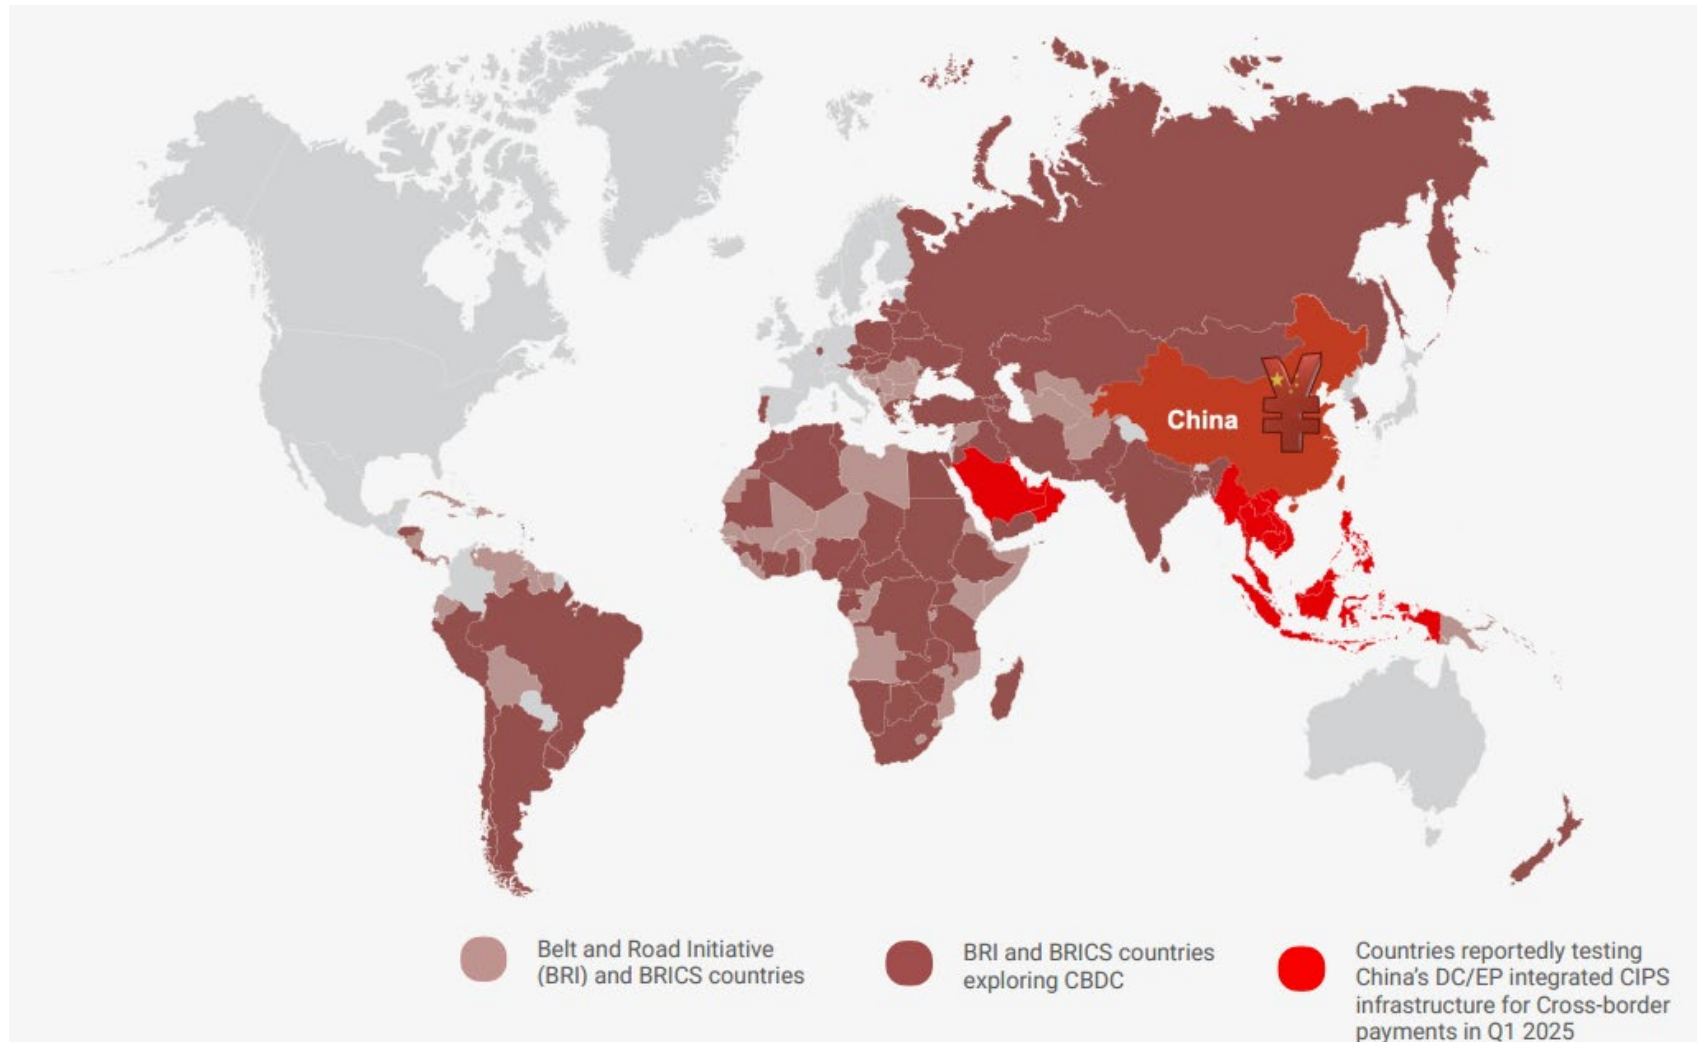 China
Belt and Road Initiative
(BRI) and BRICS countries
BRI and BRICS countries
exploring CBDC
Countries reportedly testing
China's DC/EP integrated CIPS
infrastructure for Cross-border
payments in Q1 2025